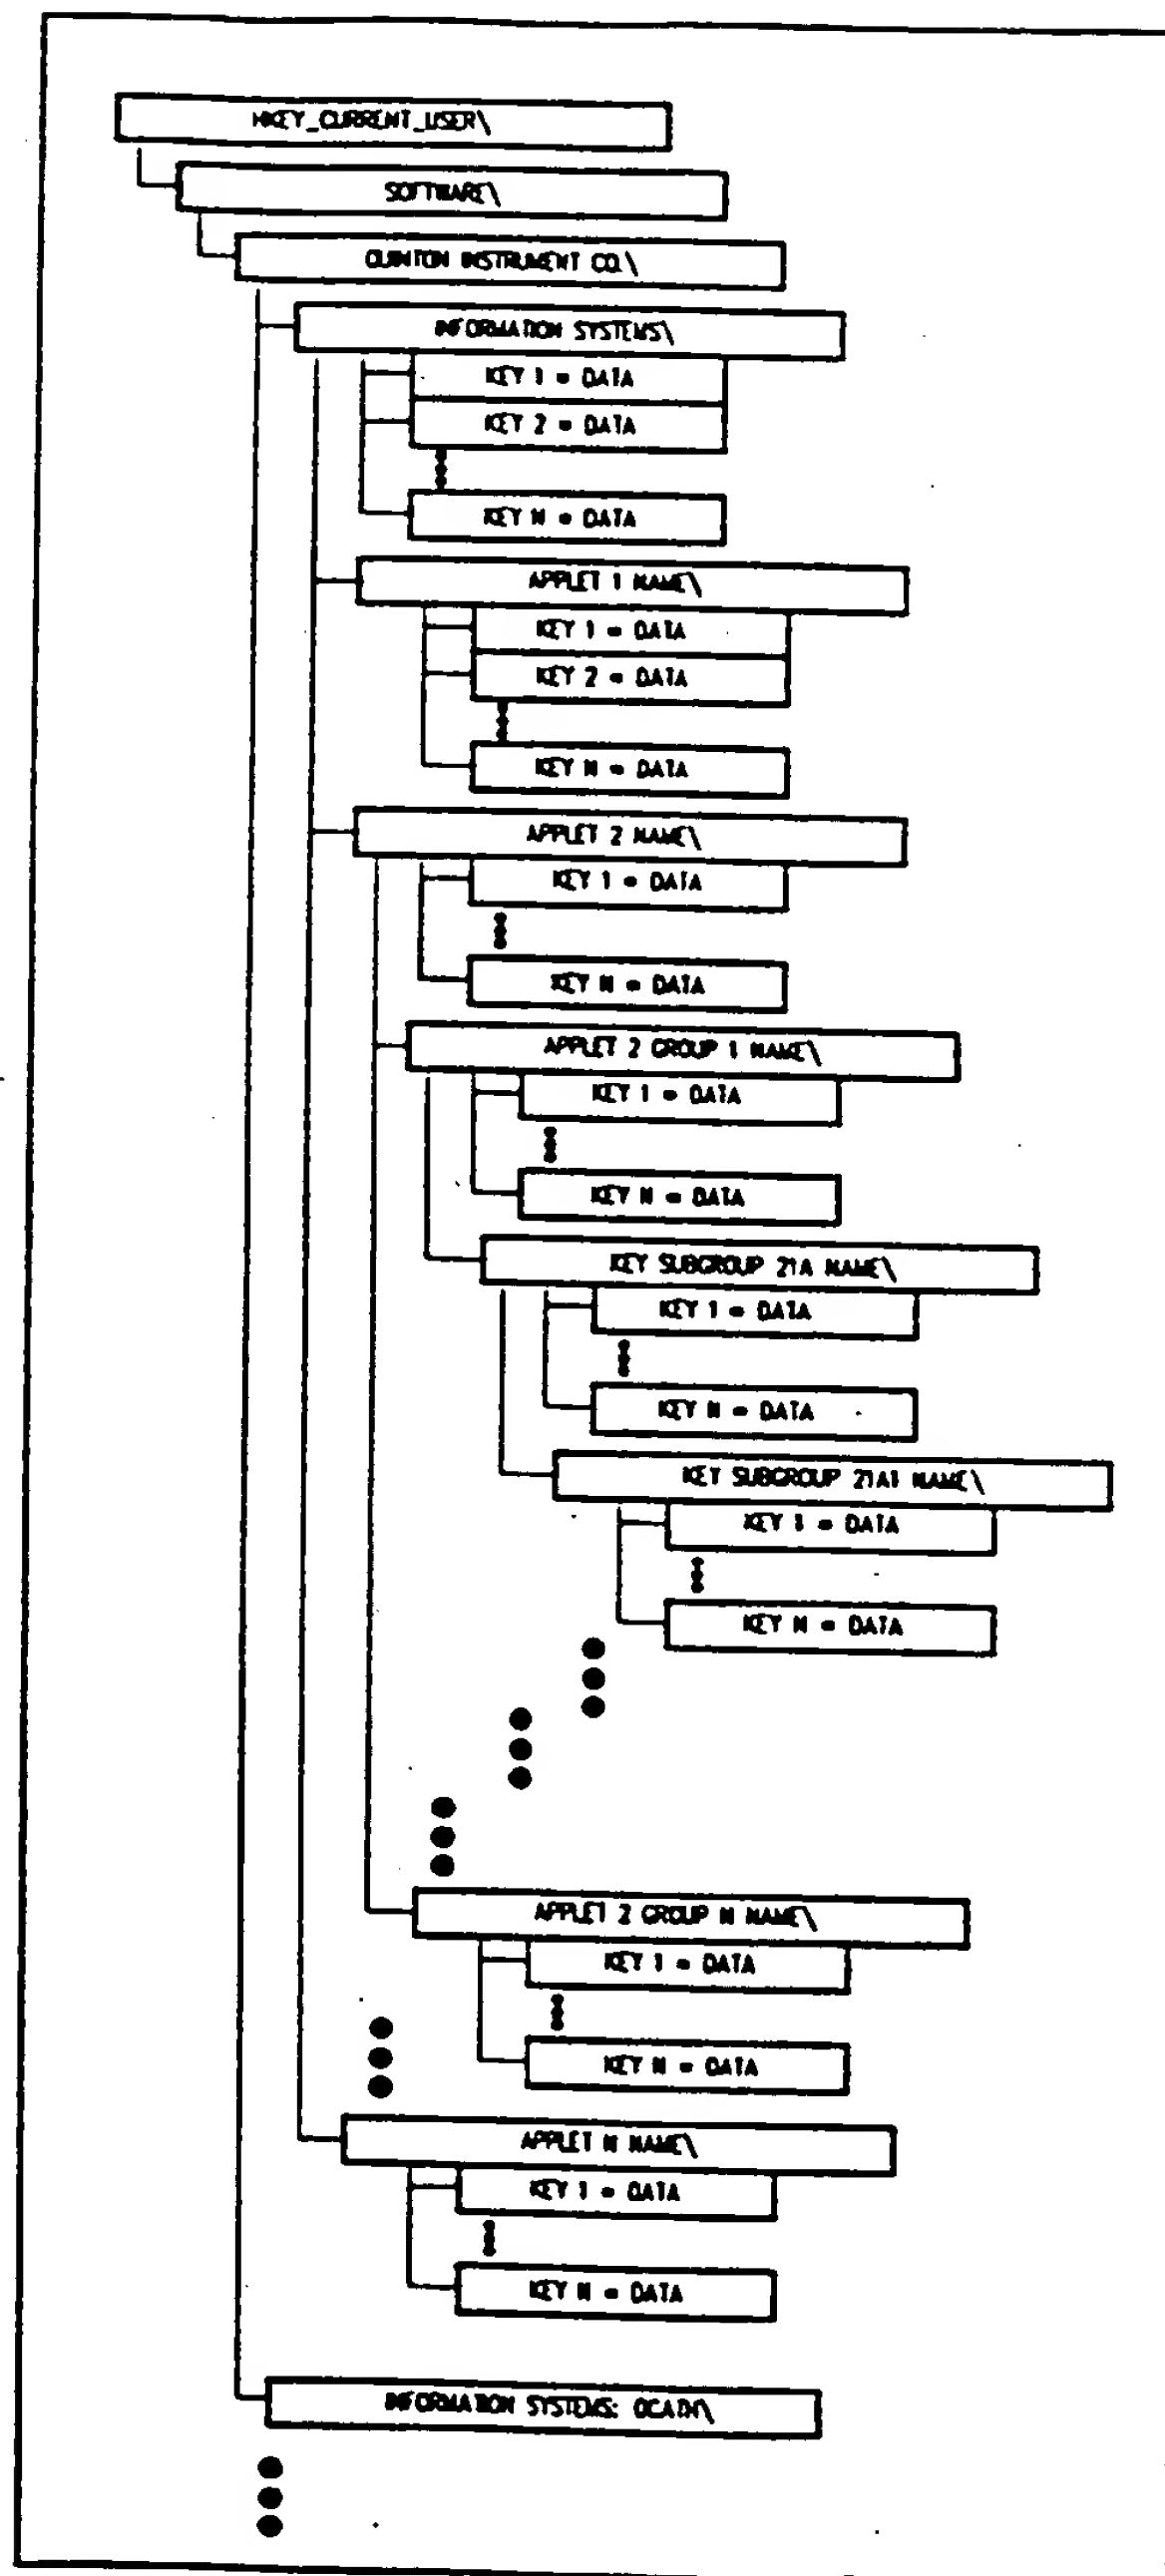 HKEY_CURRENT_USER\
SOFTWARE\
QUINTON INSTRUMENT CO.\
INFORMATION SYSTEMS\
KEY 1 = DATA
KEY 2 = DATA
KEY N = DATA
APPLET 1 NAME\
KEY 1 = DATA
KEY 2 = DATA
KEY N = DATA
APPLET 2 NAME\
KEY 1 = DATA
KEY N = DATA
APPLET 2 GROUP 1 NAME\
KEY 1 = DATA
KEY N = DATA
KEY SUBGROUP 21A NAME\
KEY 1 = DATA
KEY N = DATA
KEY SUBGROUP 21A1 NAME\
KEY 1 = DATA
KEY N = DATA
APPLET 2 GROUP N NAME\
KEY 1 = DATA
KEY N = DATA
APPLET N NAME\
KEY 1 = DATA
KEY N = DATA
INFORMATION SYSTEMS: